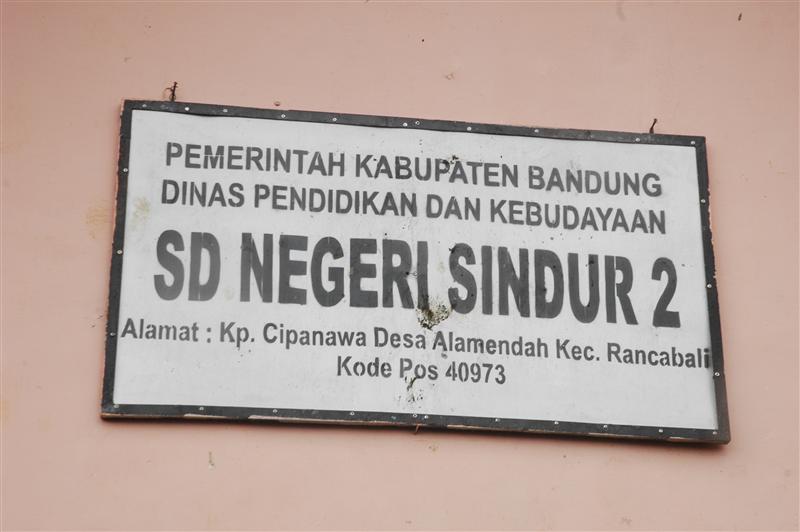 PEMERINTAH KABUPATEN BANDUNG
DINAS PENDIDIKAN DAN KEBUDAYAAN
SD NEGERI SINDUR 2
Alamat : Kp. Cipanawa Desa Alamendah Kec. Rancabali
Kode Pos 40973